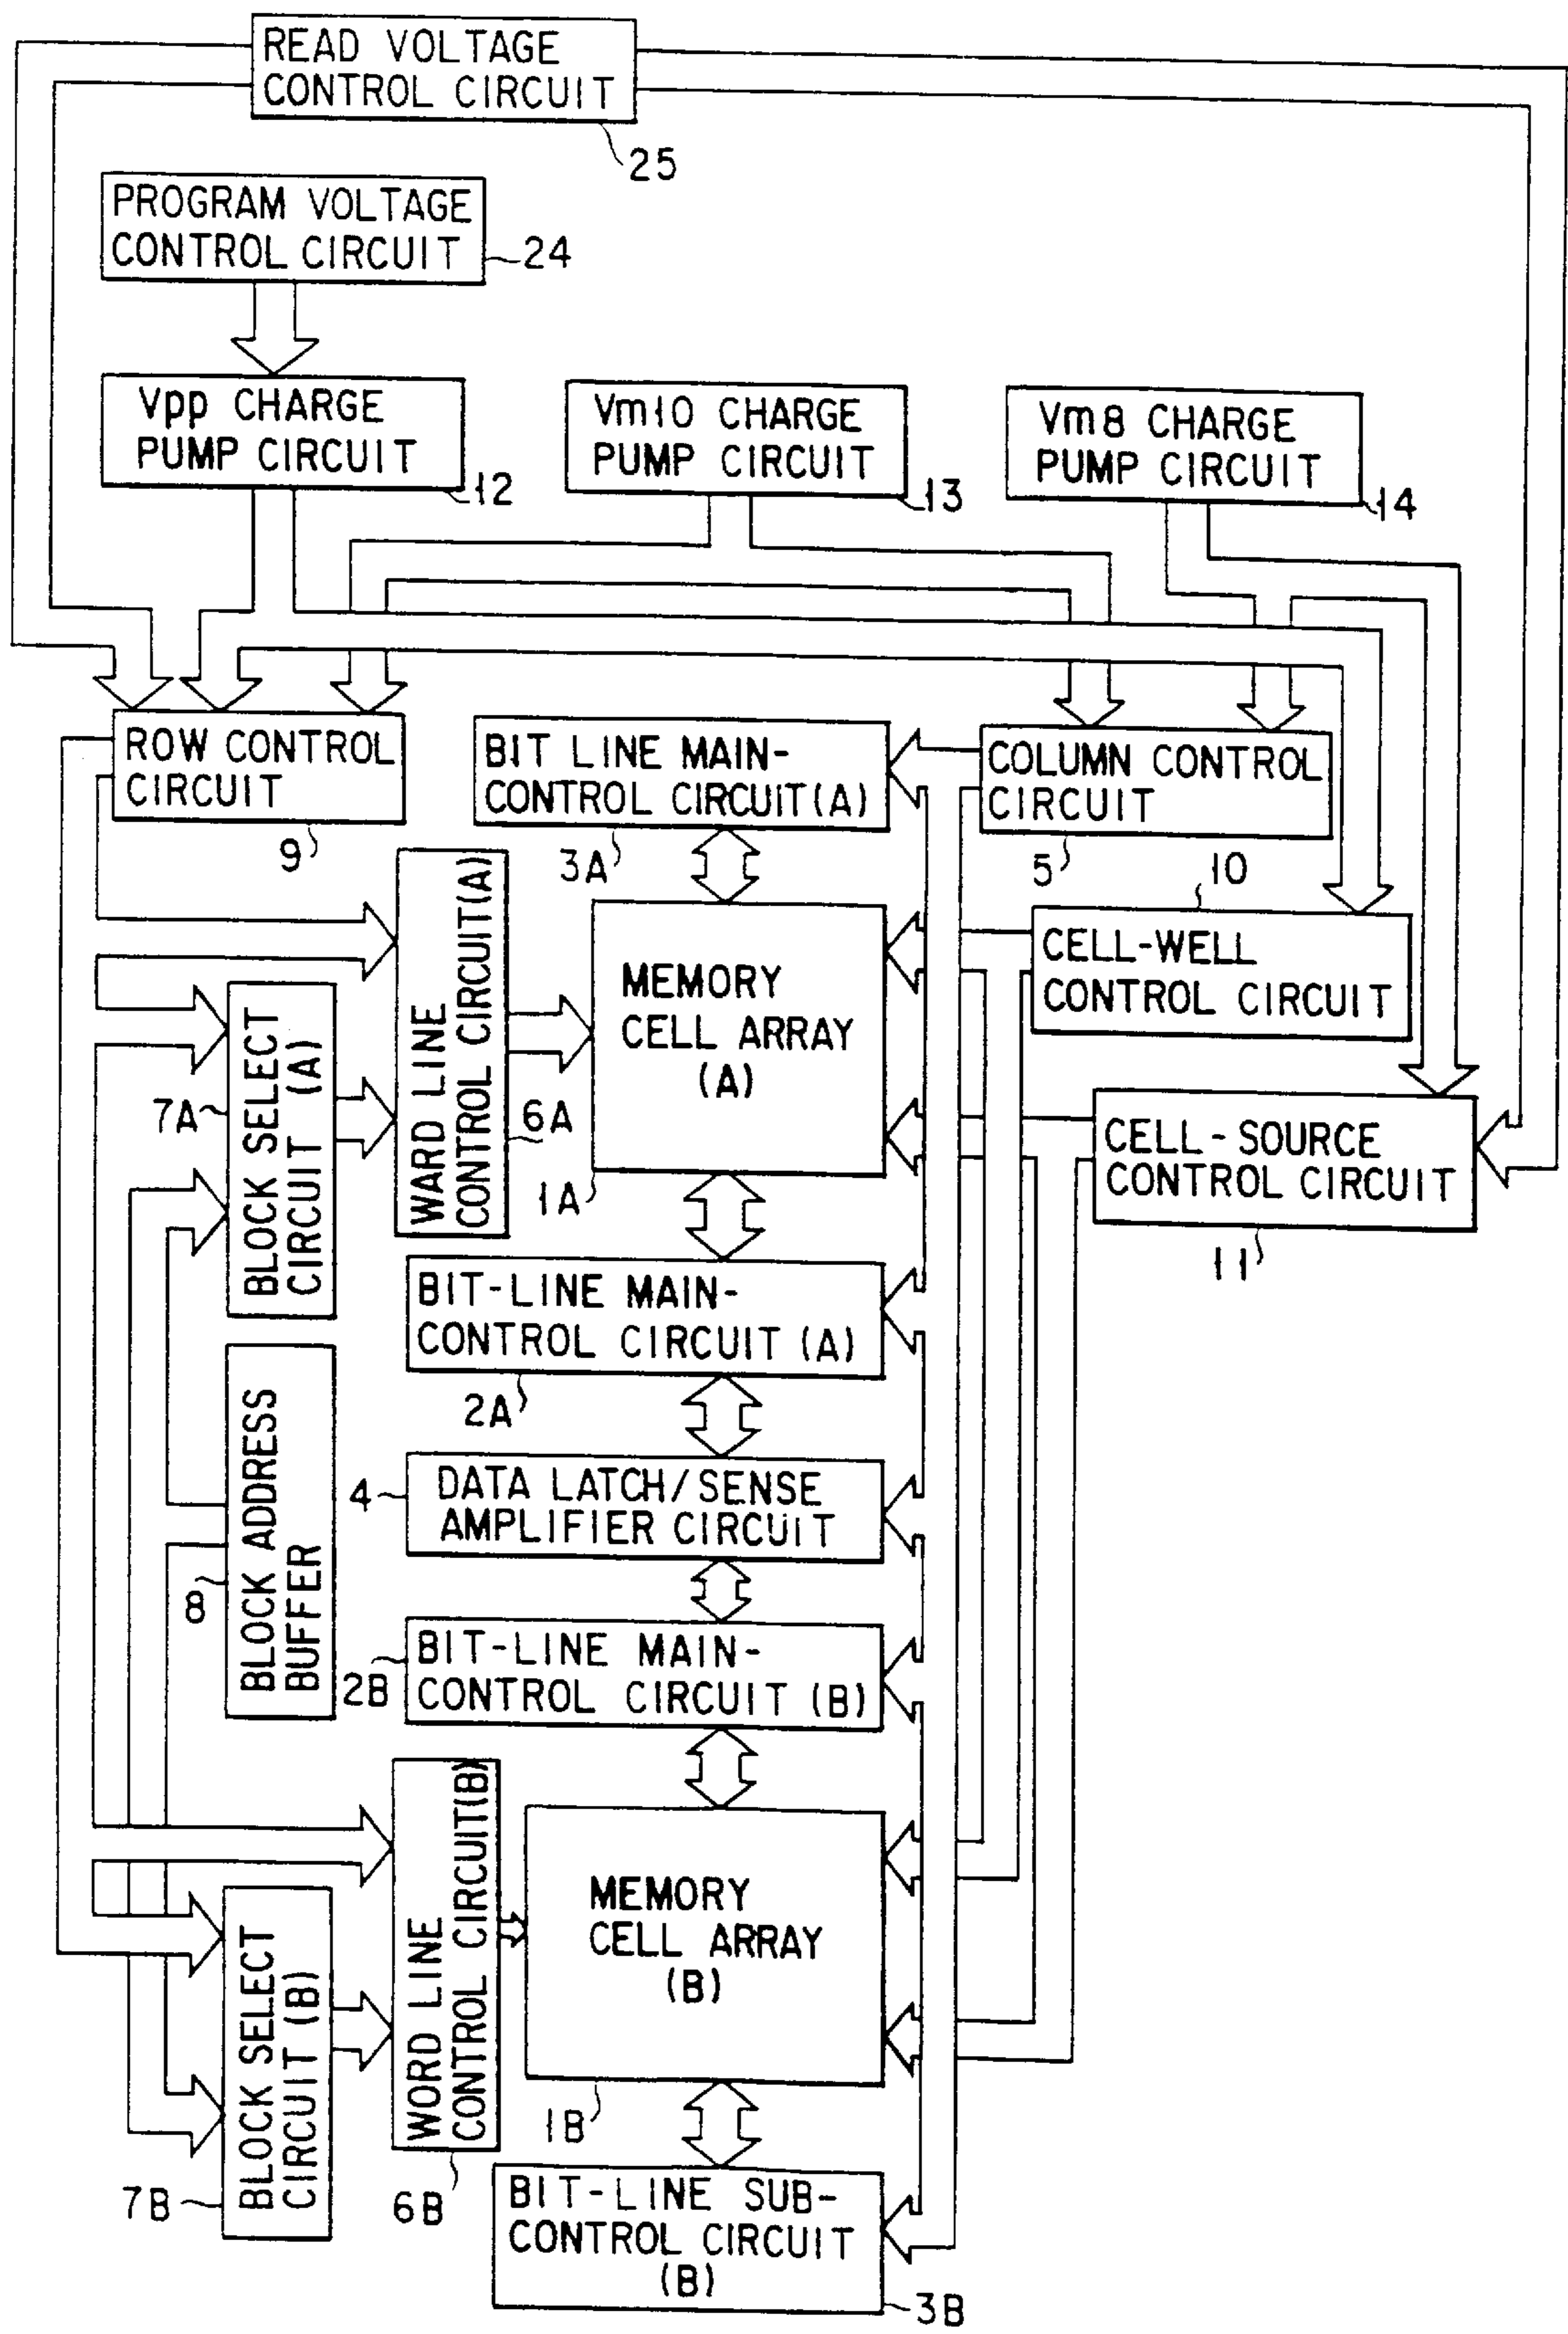 READ VOLTAGE
CONTROL CIRCUIT
25
PROGRAM VOLTAGE
CONTROL CIRCUIT
24
Vpp CHARGE
PUMP CIRCUIT
12
Vm10 CHARGE
PUMP CIRCUIT
13
Vm8 CHARGE
PUMP CIRCUIT
14
ROW CONTROL
CIRCUIT
9
BIT LINE MAIN-
CONTROL CIRCUIT(A)
3A
COLUMN CONTROL
CIRCUIT
5
10
CELL-WELL
CONTROL CIRCUIT
WARD LINE
CONTROL CIRCUIT(A)
6A
MEMORY
CELL ARRAY
(A)
1A
BLOCK SELECT
CIRCUIT (A)
7A
CELL-SOURCE
CONTROL CIRCUIT
11
BIT-LINE MAIN-
CONTROL CIRCUIT (A)
2A
BLOCK ADDRESS
BUFFER
8
4
DATA LATCH/SENSE
AMPLIFIER CIRCUIT
2B
BIT-LINE MAIN-
CONTROL CIRCUIT (B)
WORD LINE
CONTROL CIRCUIT(B)
6B
MEMORY
CELL ARRAY
(B)
1B
BLOCK SELECT
CIRCUIT (B)
7B
BIT-LINE SUB-
CONTROL CIRCUIT
(B)
3B